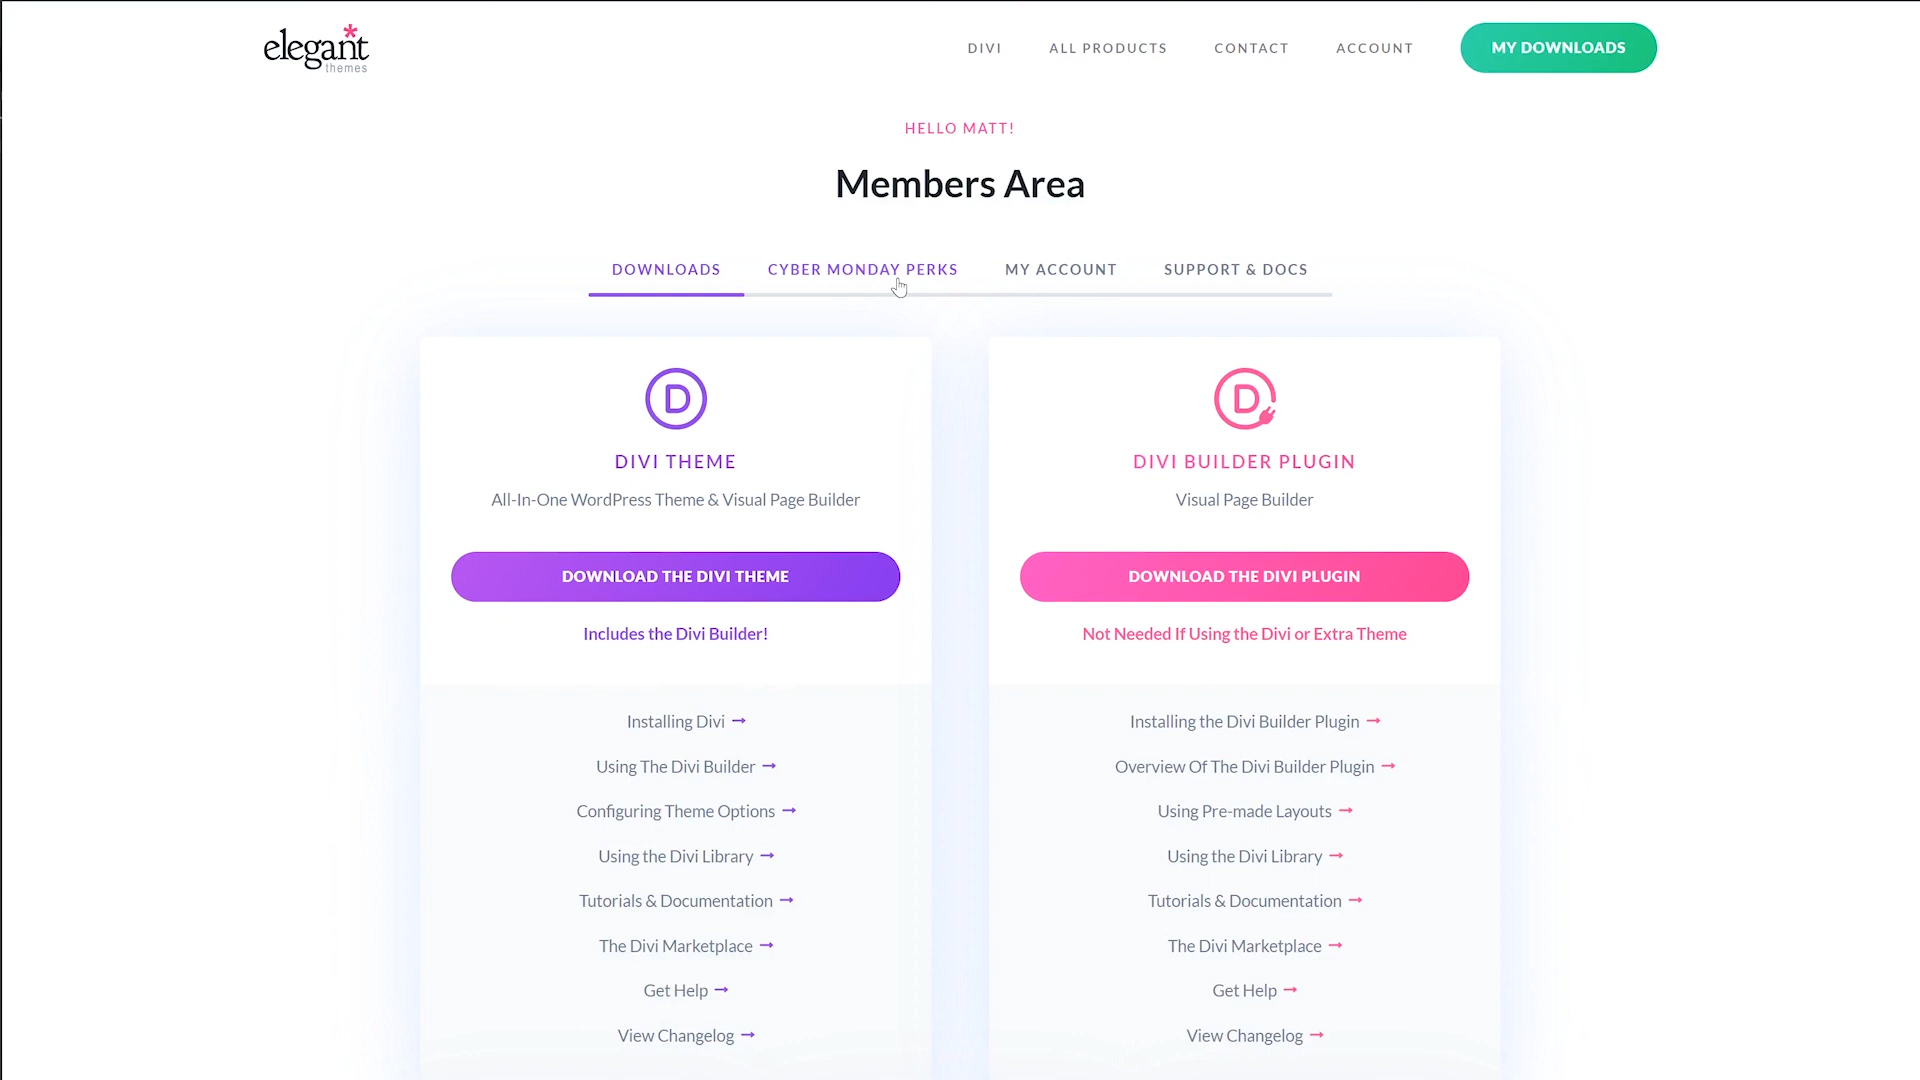 elegant
themes
DIVI
ALL PRODUCTS
CONTACT
ACCOUNT
MY DOWNLOADS
HELLO MATT!
Members Area
DOWNLOADS
CYBER MONDAY PERKS
MY ACCOUNT
SUPPORT & DOCS
D
DIVI THEME
All-In-One WordPress Theme & Visual Page Builder
DOWNLOAD THE DIVI THEME
Includes the Divi Builder!
Installing Divi →
Using The Divi Builder →
Configuring Theme Options →
Using the Divi Library →
Tutorials & Documentation →
The Divi Marketplace →
Get Help →
View Changelog →
D
DIVI BUILDER PLUGIN
Visual Page Builder
DOWNLOAD THE DIVI PLUGIN
Not Needed If Using the Divi or Extra Theme
Installing the Divi Builder Plugin →
Overview Of The Divi Builder Plugin →
Using Pre-made Layouts →
Using the Divi Library →
Tutorials & Documentation →
The Divi Marketplace →
Get Help →
View Changelog →